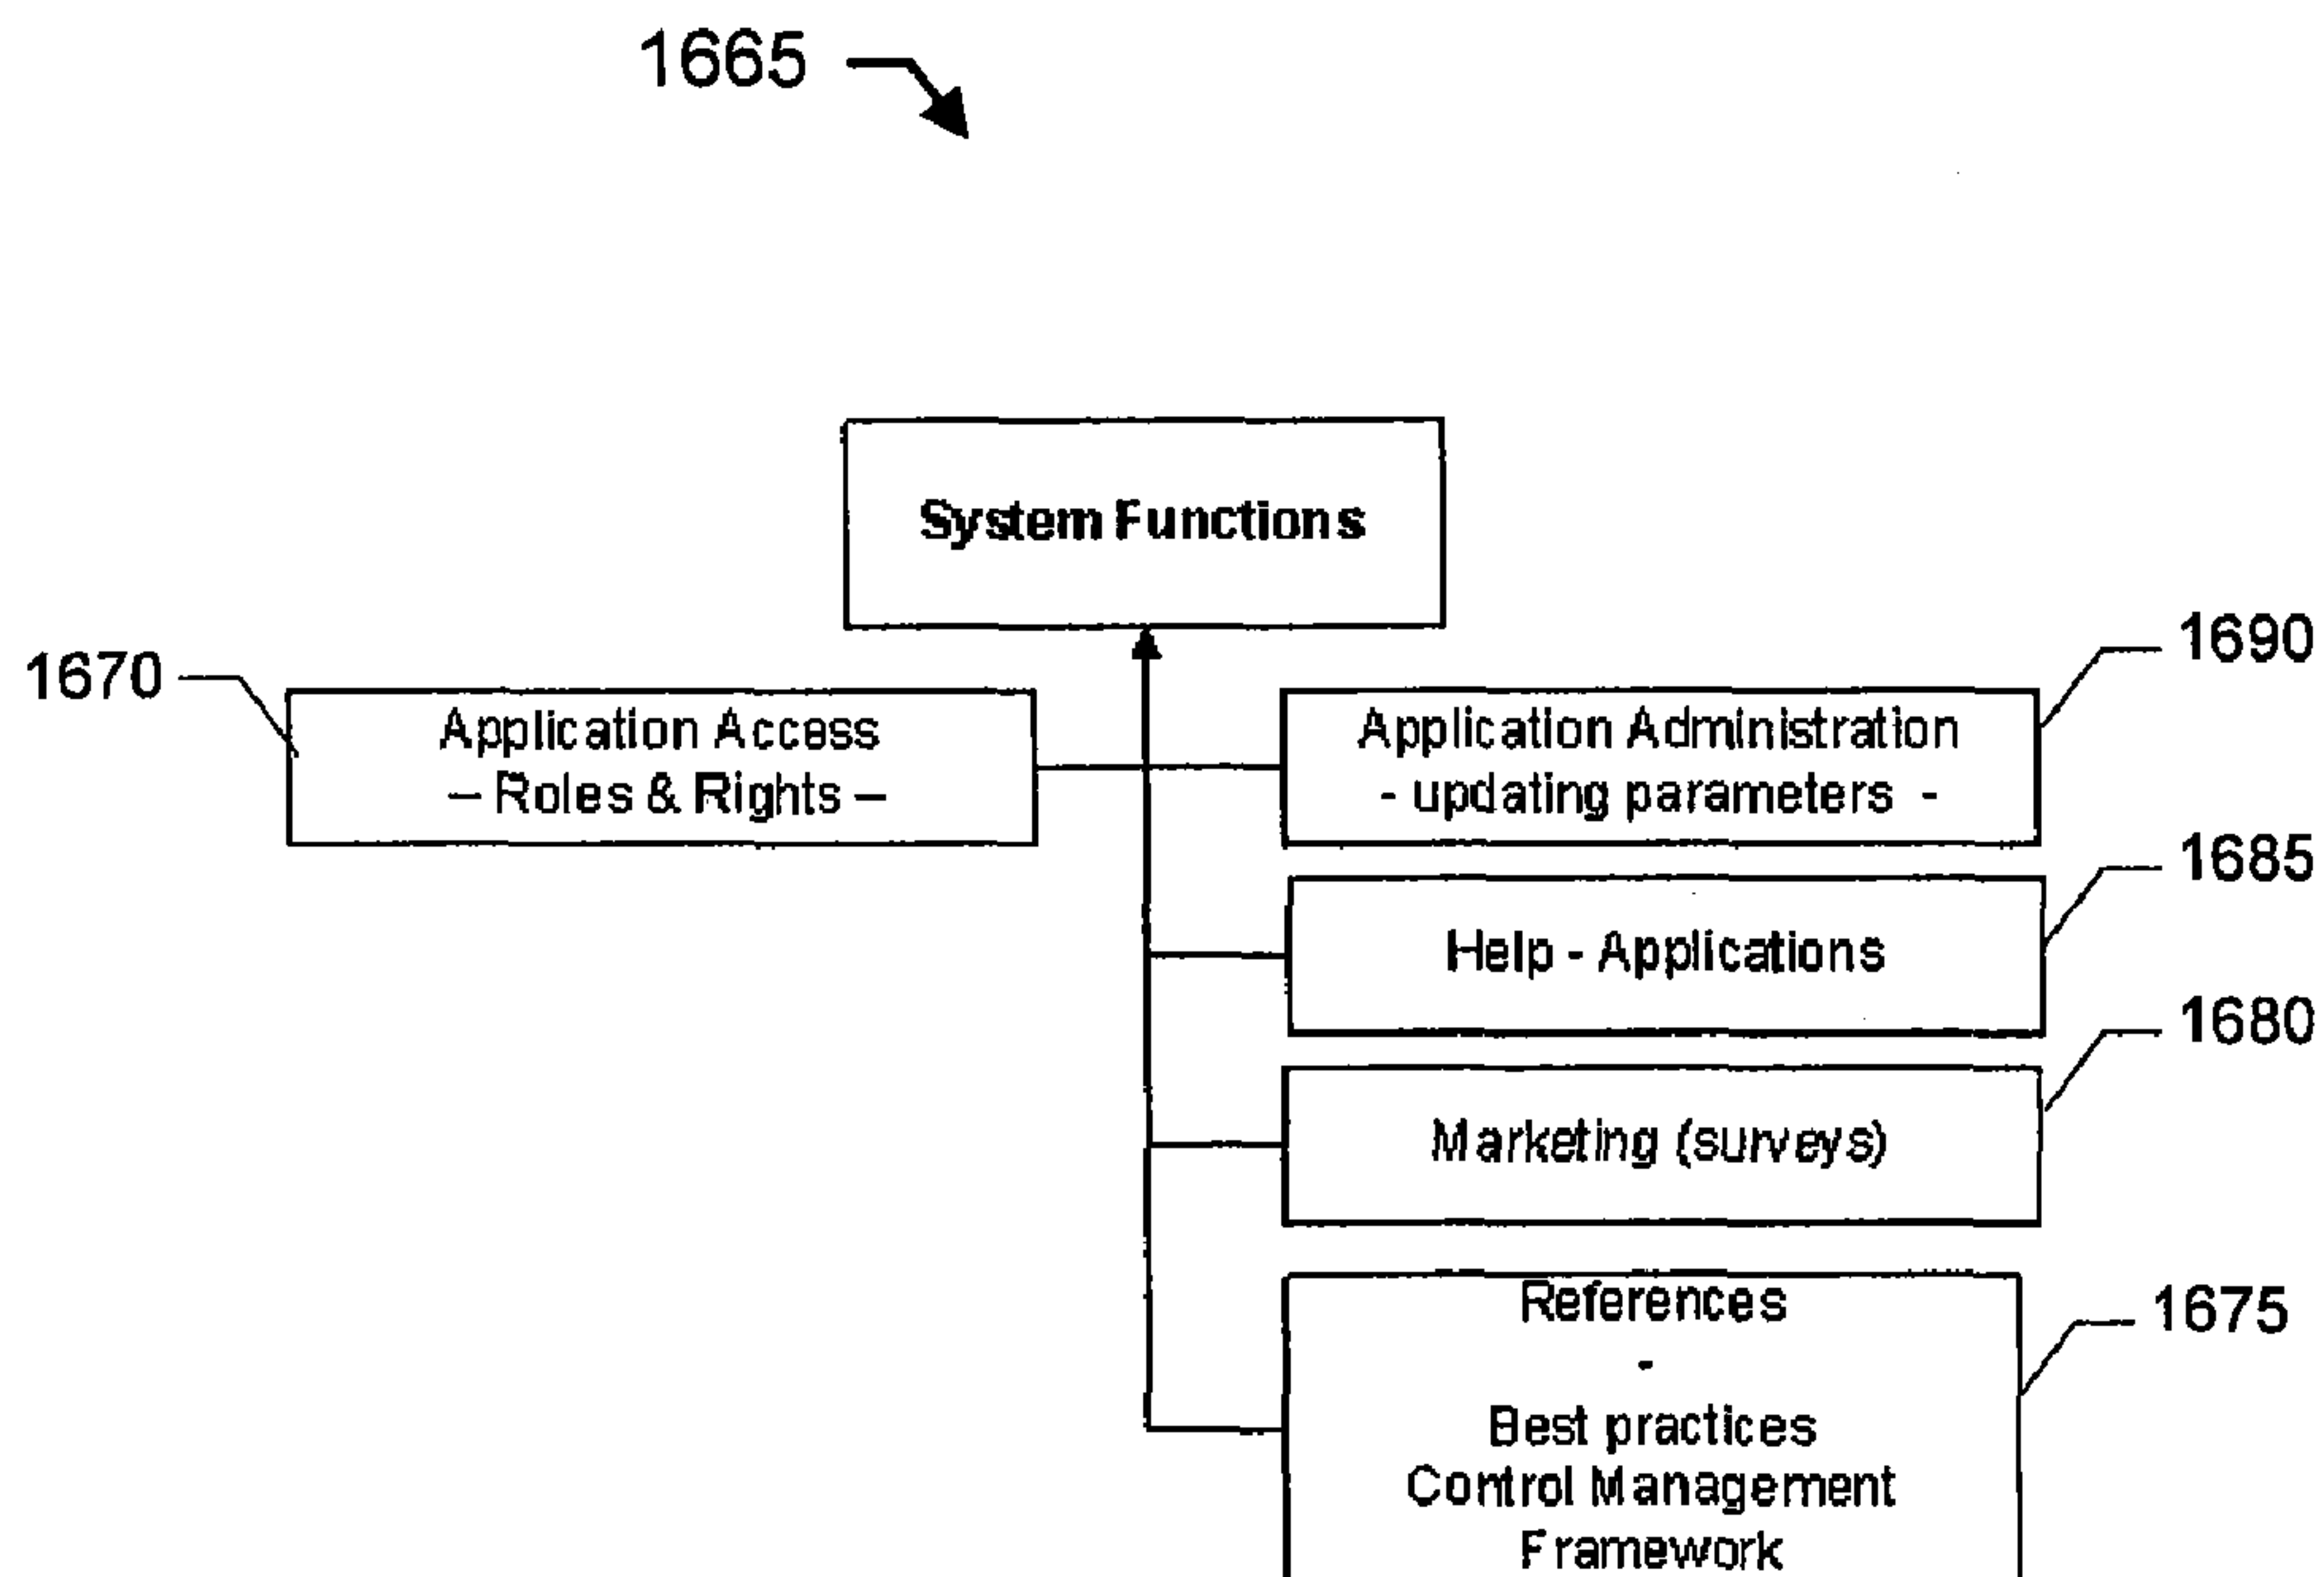 1665
System Functions
1670
Application Access
– Roles & Rights –
1690
Application Administration
- updating parameters -
1685
Help - Applications
1680
Marketing (surveys)
1675
References
-
Best practices
Control Management
Framework